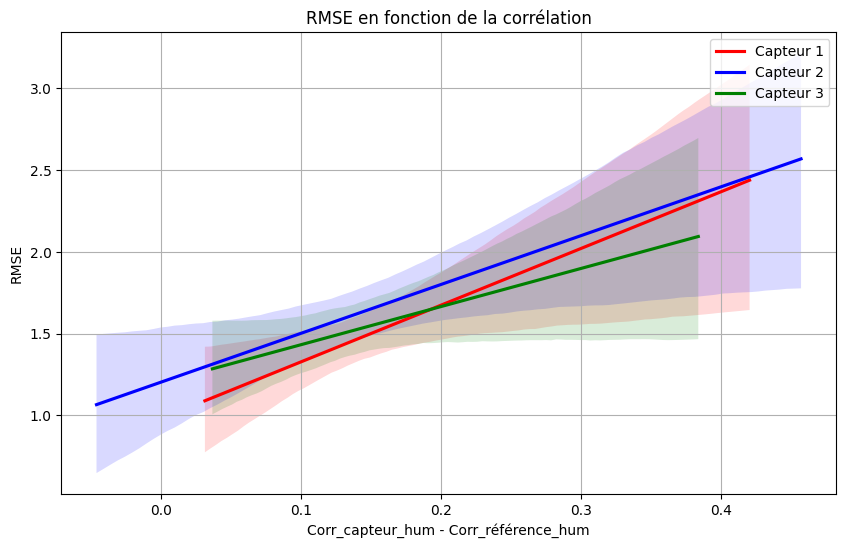 RMSE en fonction de la corrélation
Capteur 1
Capteur 2
Capteur 3
RMSE
3.0
2.5
2.0
1.5
1.0
0.0
0.1
0.2
0.3
0.4
Corr_capteur_hum - Corr_référence_hum